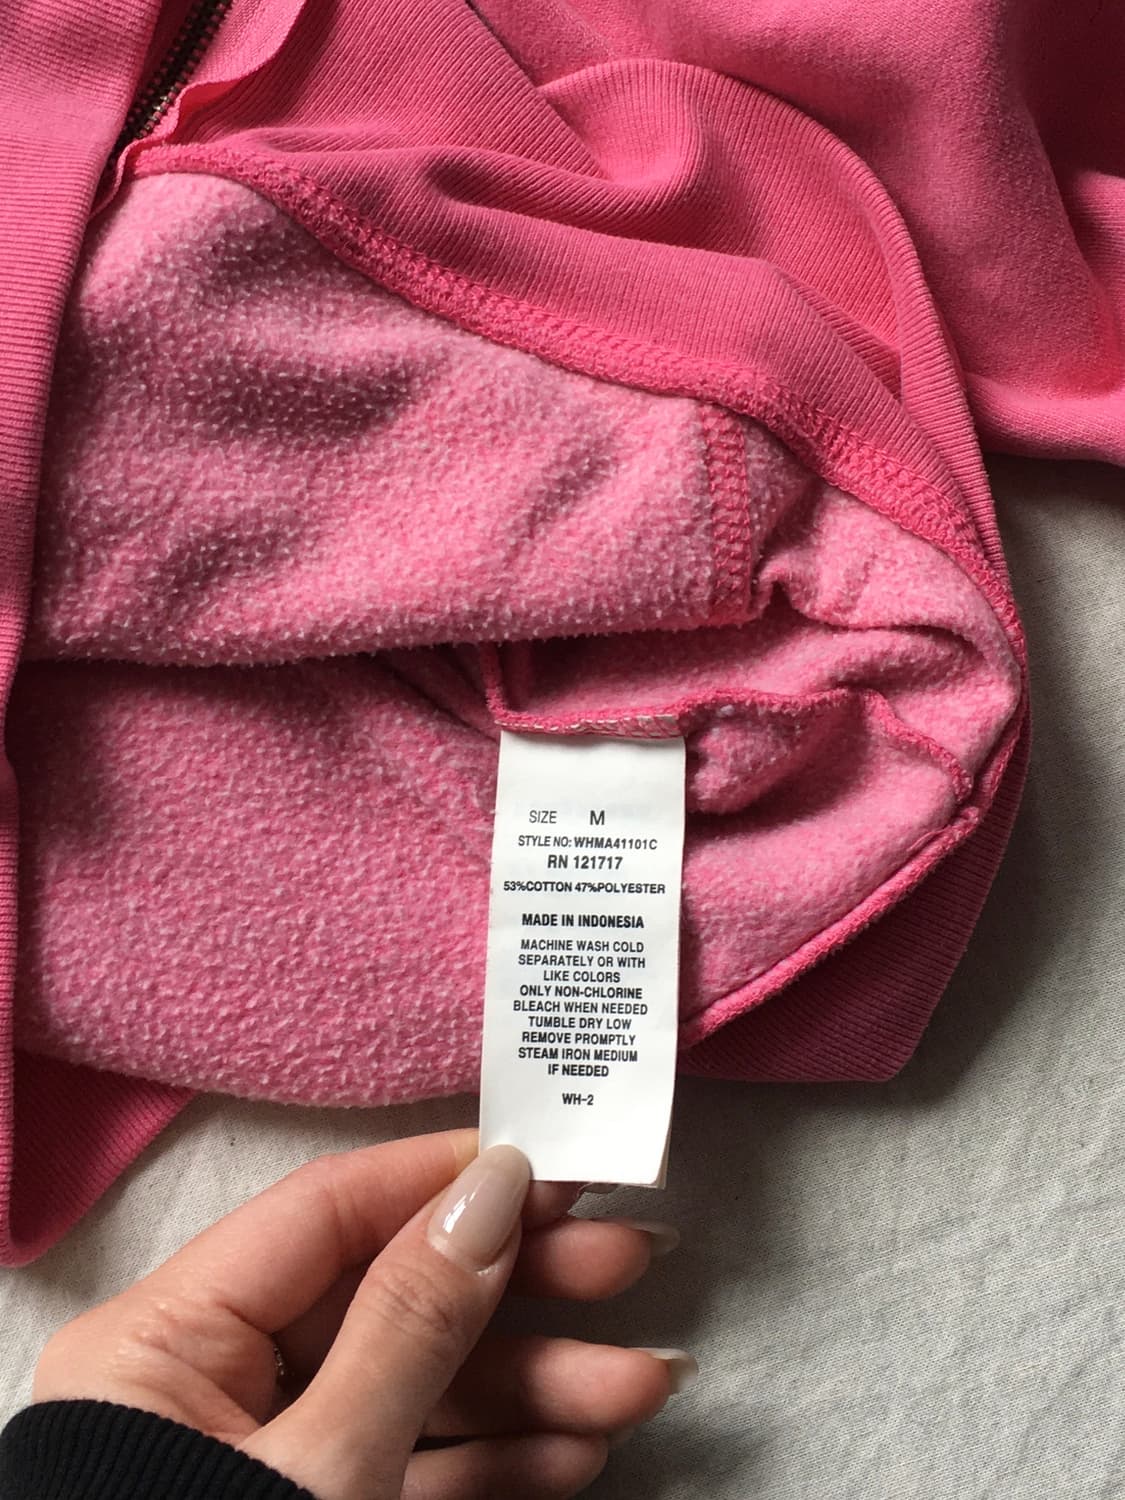 SIZE M
STYLE NO: WHMA41101C
RN 121717
53%COTTON 47%POLYESTER
MADE IN INDONESIA
MACHINE WASH COLD
SEPARATELY OR WITH
LIKE COLORS
ONLY NON-CHLORINE
BLEACH WHEN NEEDED
TUMBLE DRY LOW
REMOVE PROMPTLY
STEAM IRON MEDIUM
IF NEEDED
WH-2